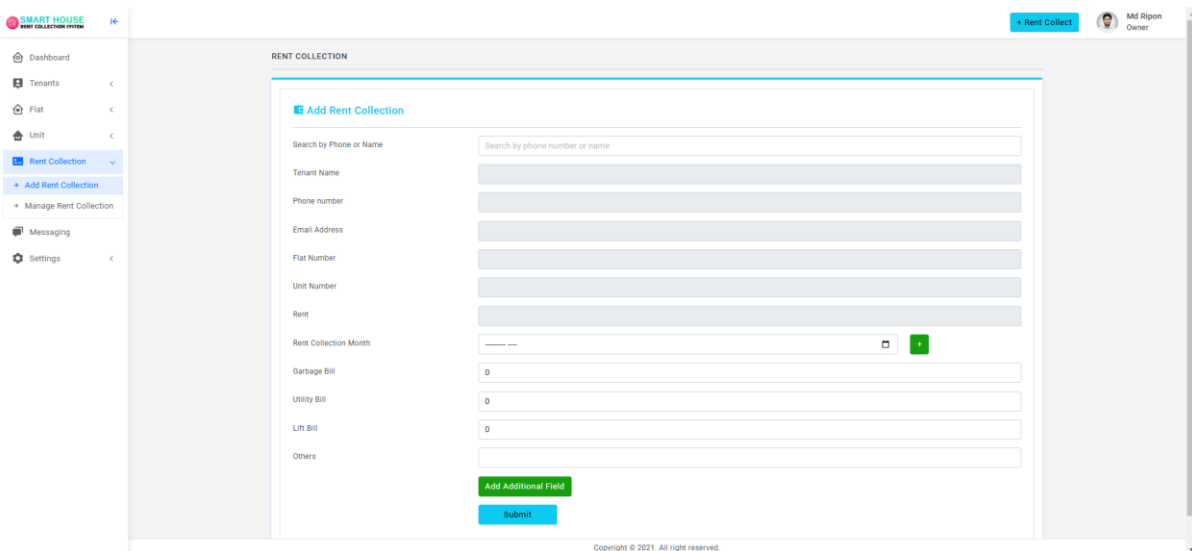 SMART HOUSE
RENT COLLECTION SYSTEM
+ Rent Collect
Md Ripon
Owner
Dashboard
Tenants
Flat
Unit
Rent Collection
Add Rent Collection
Manage Rent Collection
Messaging
Settings
RENT COLLECTION
Add Rent Collection
Search by Phone or Name
Search by phone number or name
Tenant Name
Phone number
Email Address
Flat Number
Unit Number
Rent
Rent Collection Month
--------- ----
+
Garbage Bill
0
Utility Bill
0
Lift Bill
0
Others
Add Additional Field
Submit
Copyright © 2021. All right reserved.